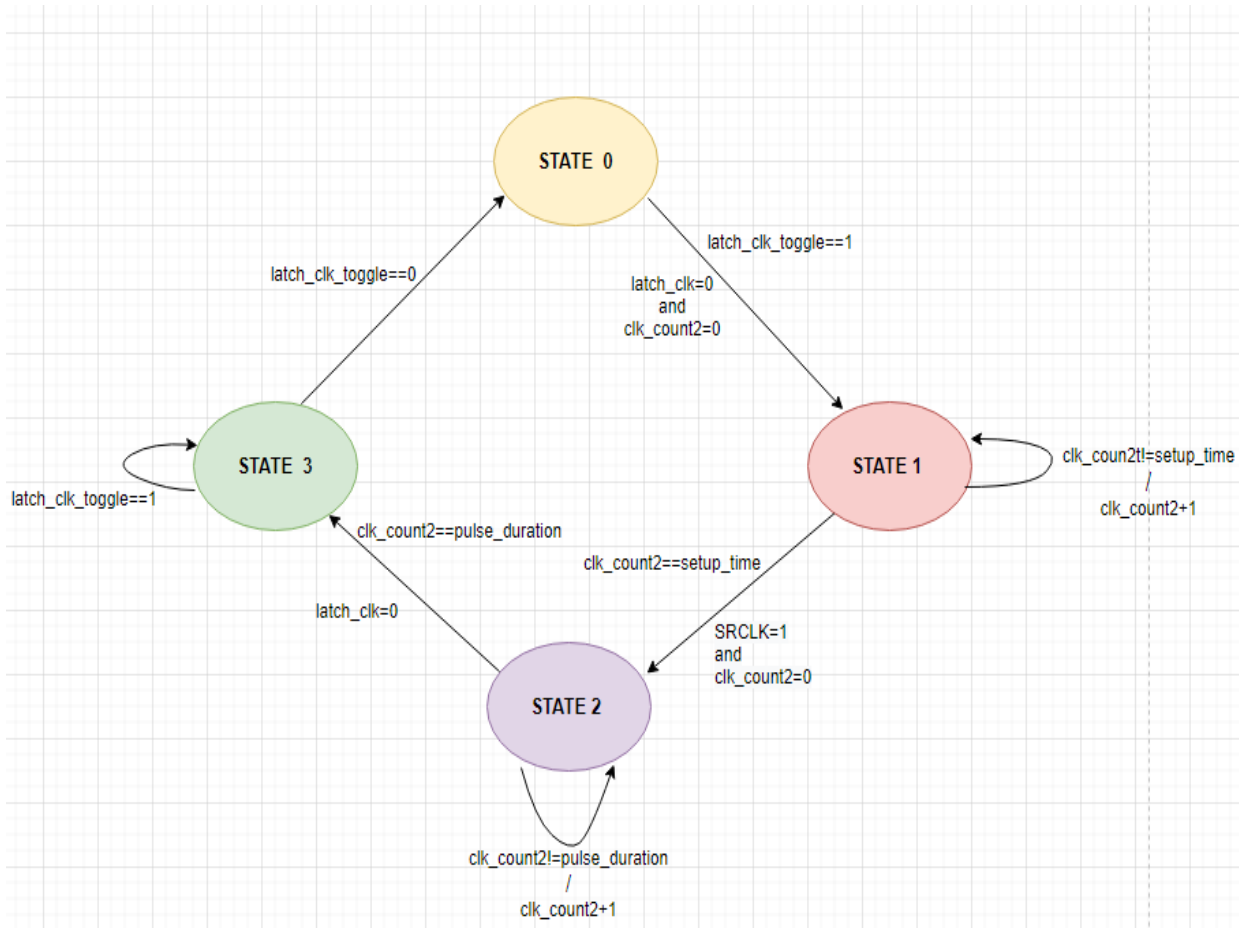 STATE 0
latch_clk_toggle==1
latch_clk_toggle==0
latch_clk=0
and
clk_count2=0
STATE 3
STATE 1
clk_coun2t!=setup_time
/
clk_count2+1
latch_clk_toggle==1
clk_count2==pulse_duration
clk_count2==setup_time
latch_clk=0
SRCLK=1
and
clk_count2=0
STATE 2
clk_count2!=pulse_duration
/
clk_count2+1